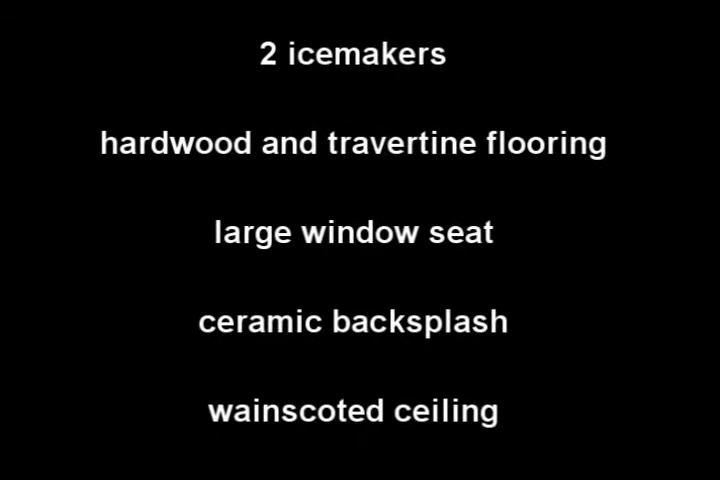 2 icemakers
hardwood and travertine flooring
large window seat
ceramic backsplash
wainscoted ceiling